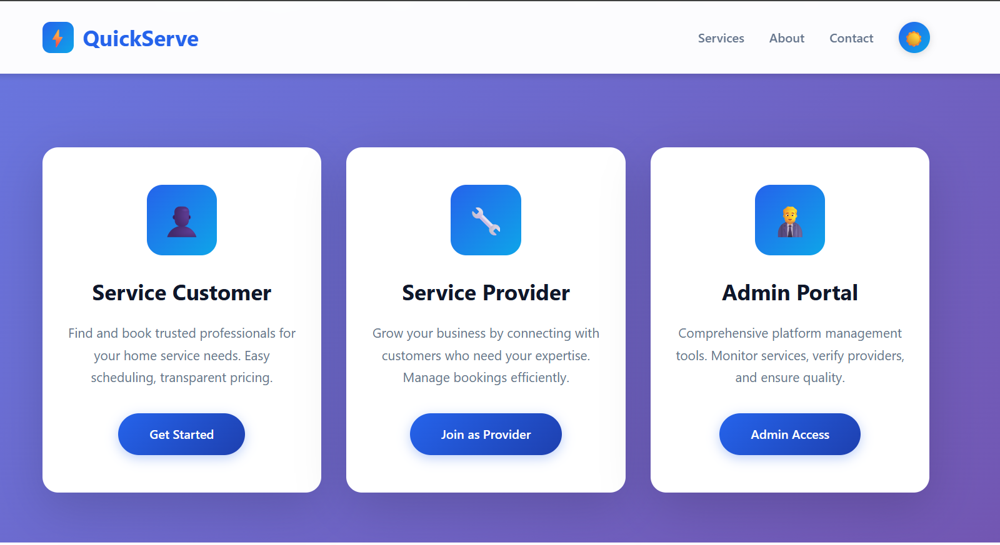 QuickServe
Services
About
Contact
Service Customer
Find and book trusted professionals for
your home service needs. Easy
scheduling, transparent pricing.
Get Started
Service Provider
Grow your business by connecting with
customers who need your expertise.
Manage bookings efficiently.
Join as Provider
Admin Portal
Comprehensive platform management
tools. Monitor services, verify providers,
and ensure quality.
Admin Access